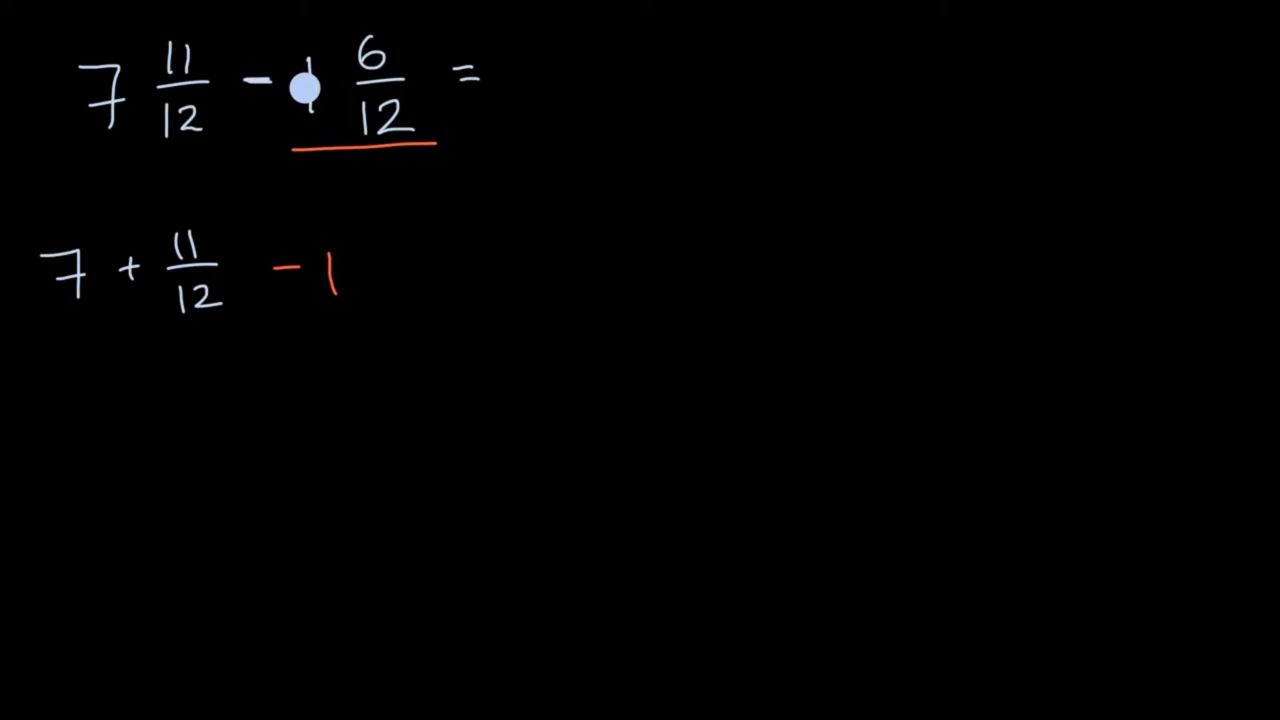 7 11/12 - 1 6/12 =
7 + 11/12 - 1